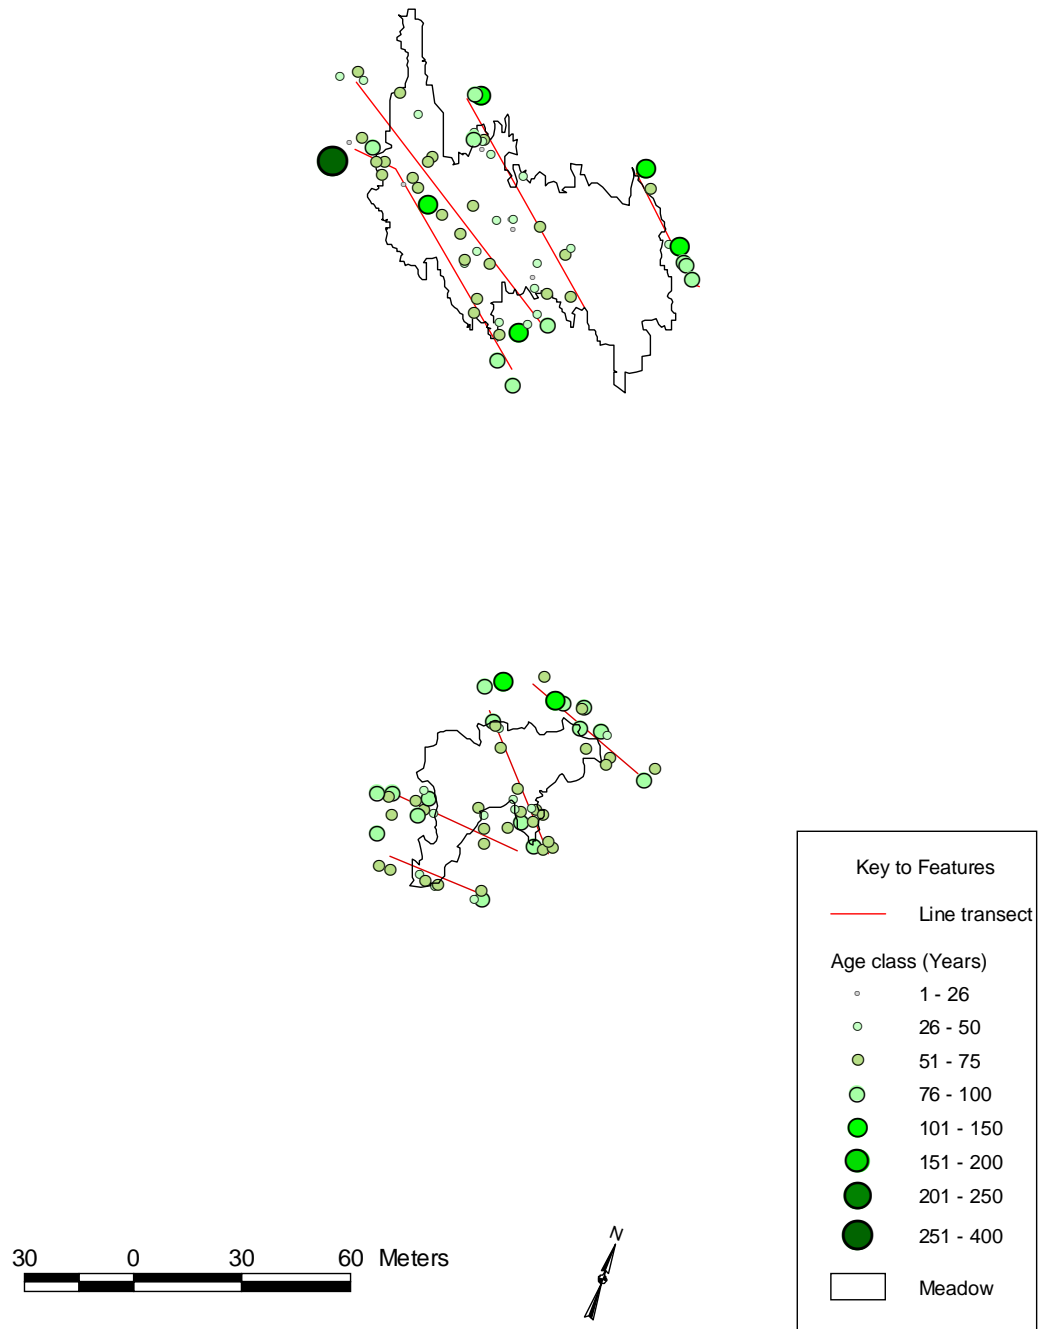 Key to Features
Line transect
Age class (Years)
1 - 26
26 - 50
51 - 75
76 - 100
101 - 150
151 - 200
201 - 250
251 - 400
Meadow
N
30 0 30 60 Meters